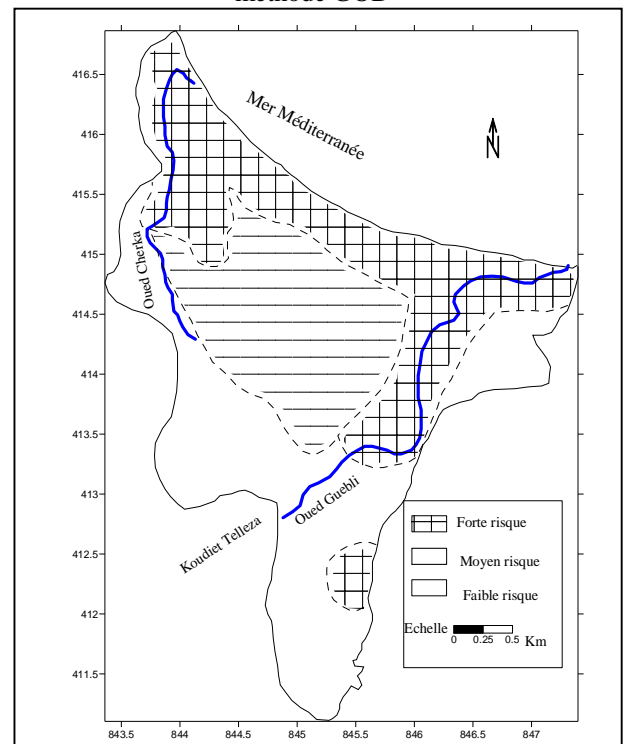 méthode GOD
416.5
416
415.5
415
414.5
414
413.5
413
412.5
412
411.5
843.5 844 844.5 845 845.5 846 846.5 847
Mer Méditerranée
N
Oued Cherka
Oued Guebli
Koudiet Telleza
Forte risque
Moyen risque
Faible risque
Echelle
0 0.25 0.5 Km